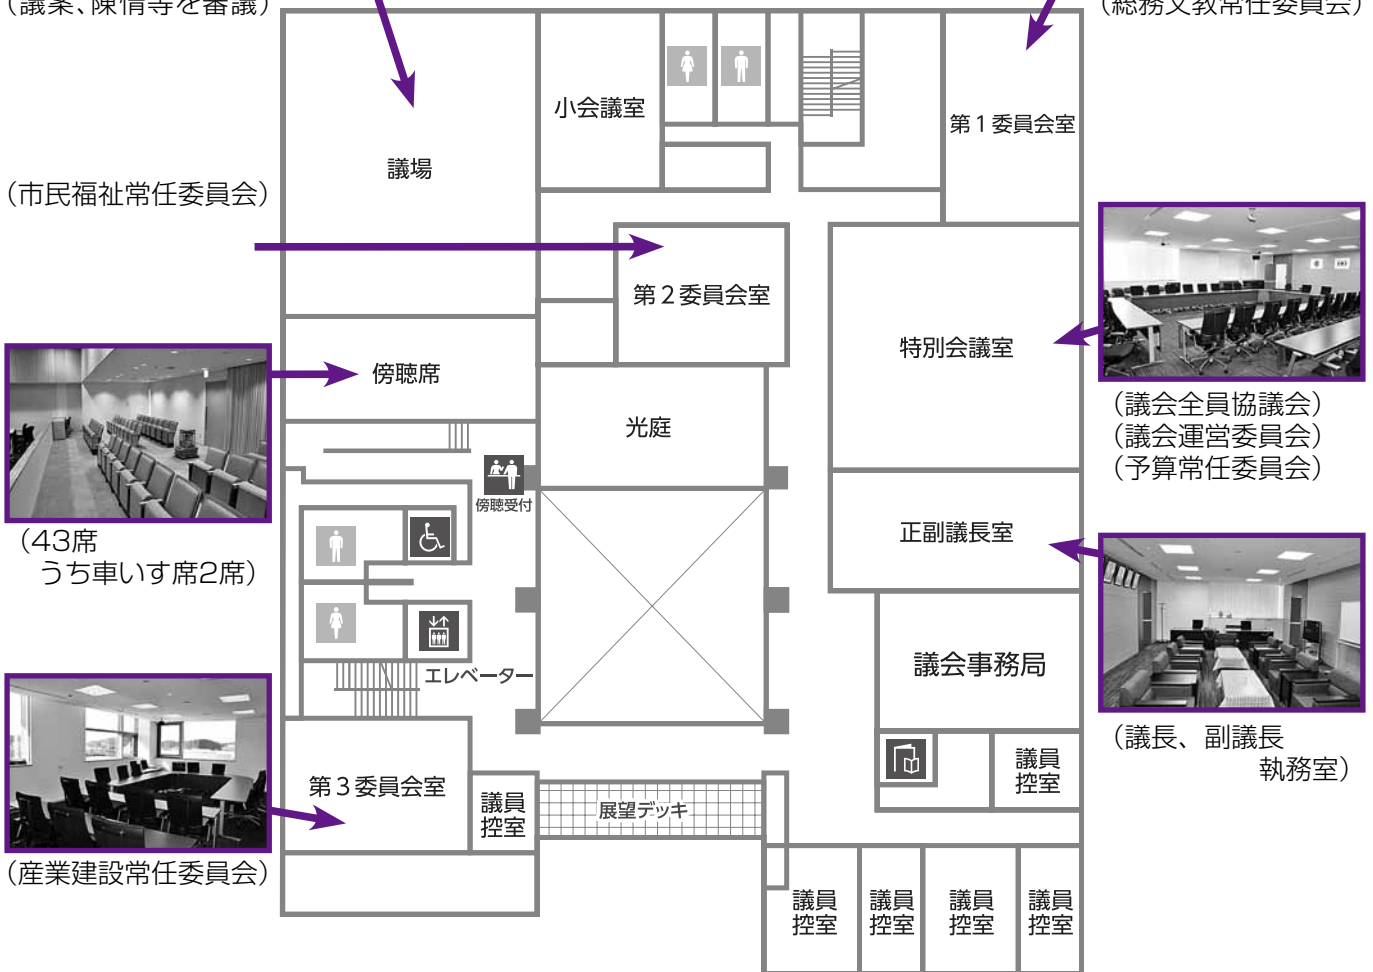 (議案、陳情等を審議)
(総務文教常任委員会)
小会議室
第1委員会室
議場
(市民福祉常任委員会)
第2委員会室
特別会議室
傍聴席
(議会全員協議会)
(議会運営委員会)
(予算常任委員会)
光庭
傍聴受付
(43席
うち車いす席2席)
正副議長室
議会事務局
エレベーター
(議長、副議長
執務室)
議員
控室
第3委員会室
議員
控室
展望デッキ
(産業建設常任委員会)
議員
控室
議員
控室
議員
控室
議員
控室